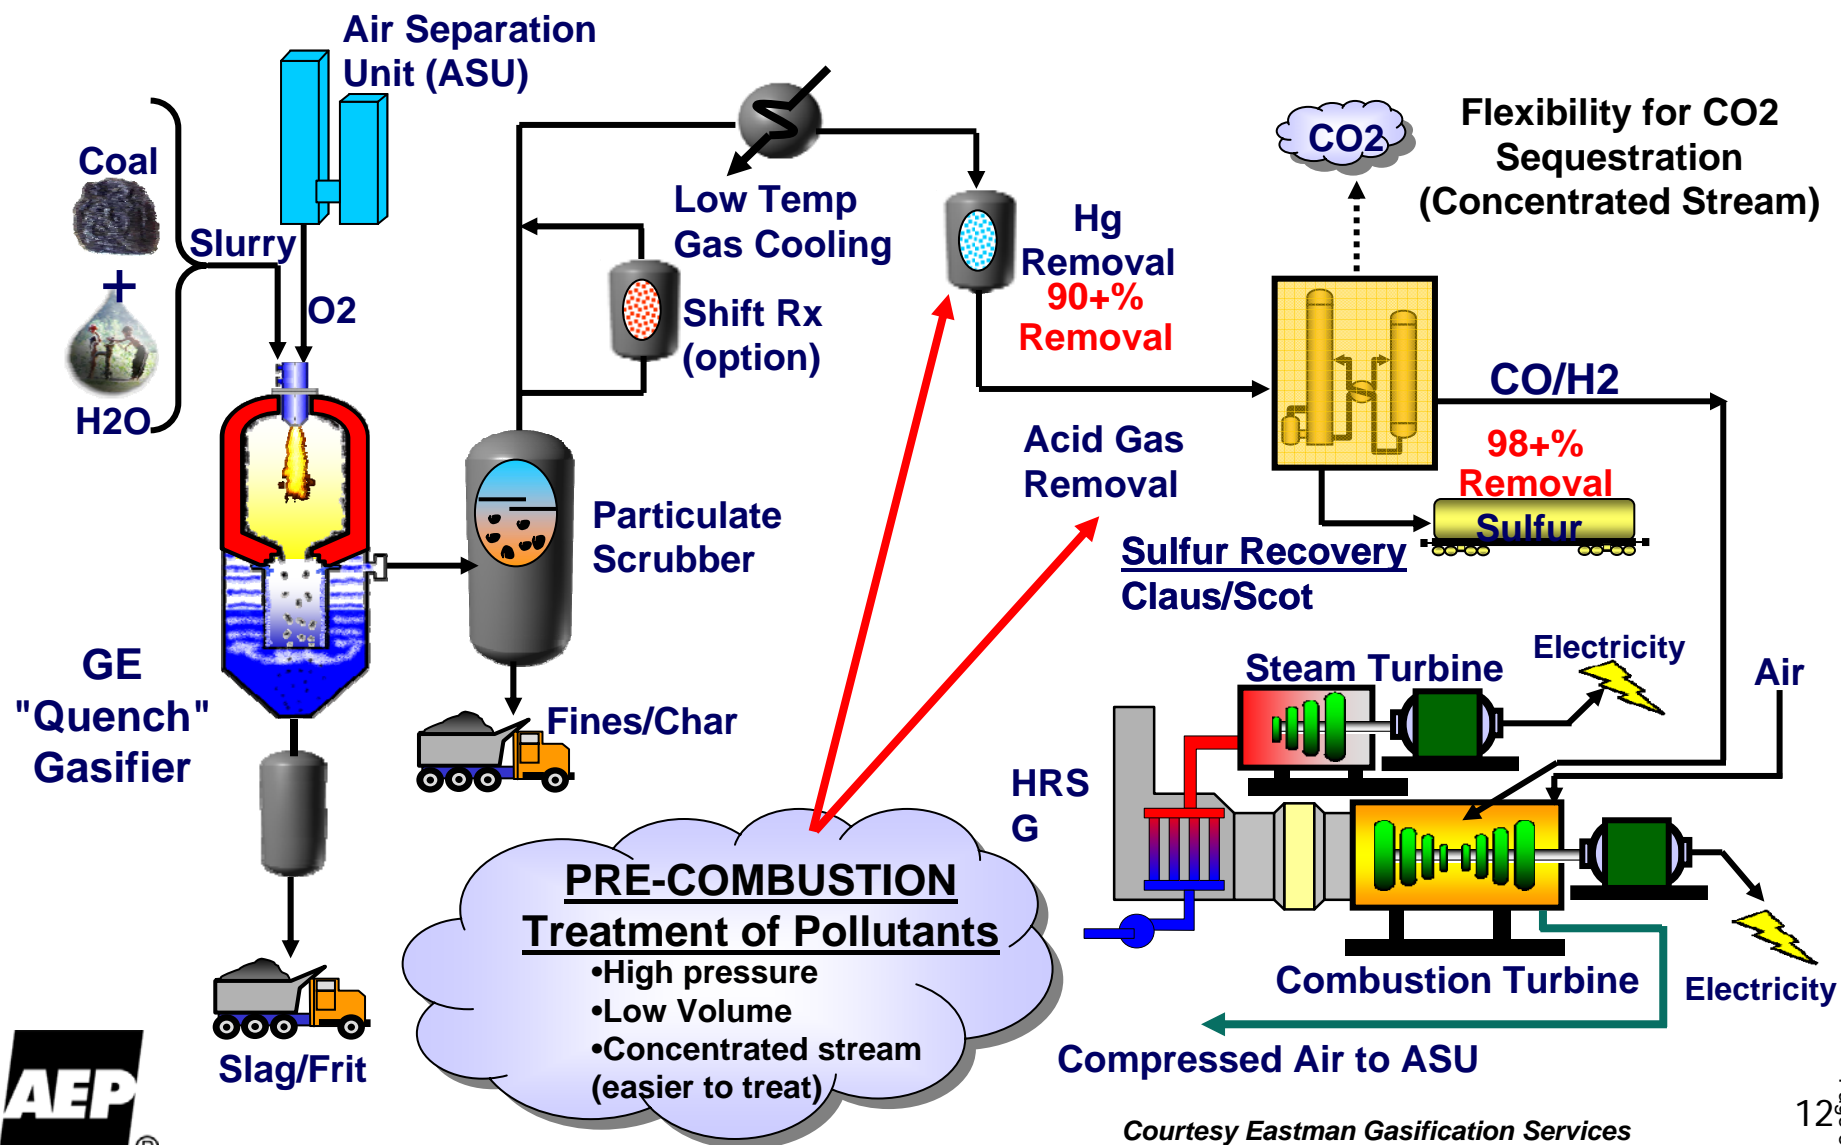 Air Separation
Unit (ASU)
Coal
+
H2O
Slurry
O2
GE
"Quench"
Gasifier
Slag/Frit
Particulate
Scrubber
Fines/Char
Shift Rx
(option)
Low Temp
Gas Cooling
Hg
Removal
90+%
Removal
CO2
Flexibility for CO2
Sequestration
(Concentrated Stream)
Acid Gas
Removal
CO/H2
98+%
Removal
Sulfur
Sulfur Recovery
Claus/Scot
Steam Turbine
Electricity
Air
HRS
G
Combustion Turbine
Electricity
Compressed Air to ASU
PRE-COMBUSTION
Treatment of Pollutants
•High pressure
•Low Volume
•Concentrated stream
(easier to treat)
AEP
®
Courtesy Eastman Gasification Services
12